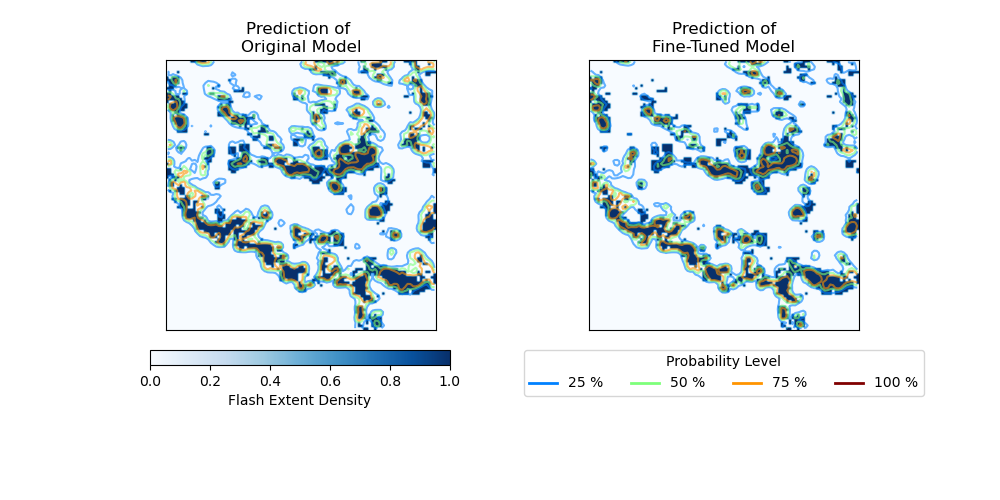 Prediction of
Original Model
Prediction of
Fine-Tuned Model
0.0 0.2 0.4 0.6 0.8 1.0
Flash Extent Density
Probability Level
25 % 50 % 75 % 100 %